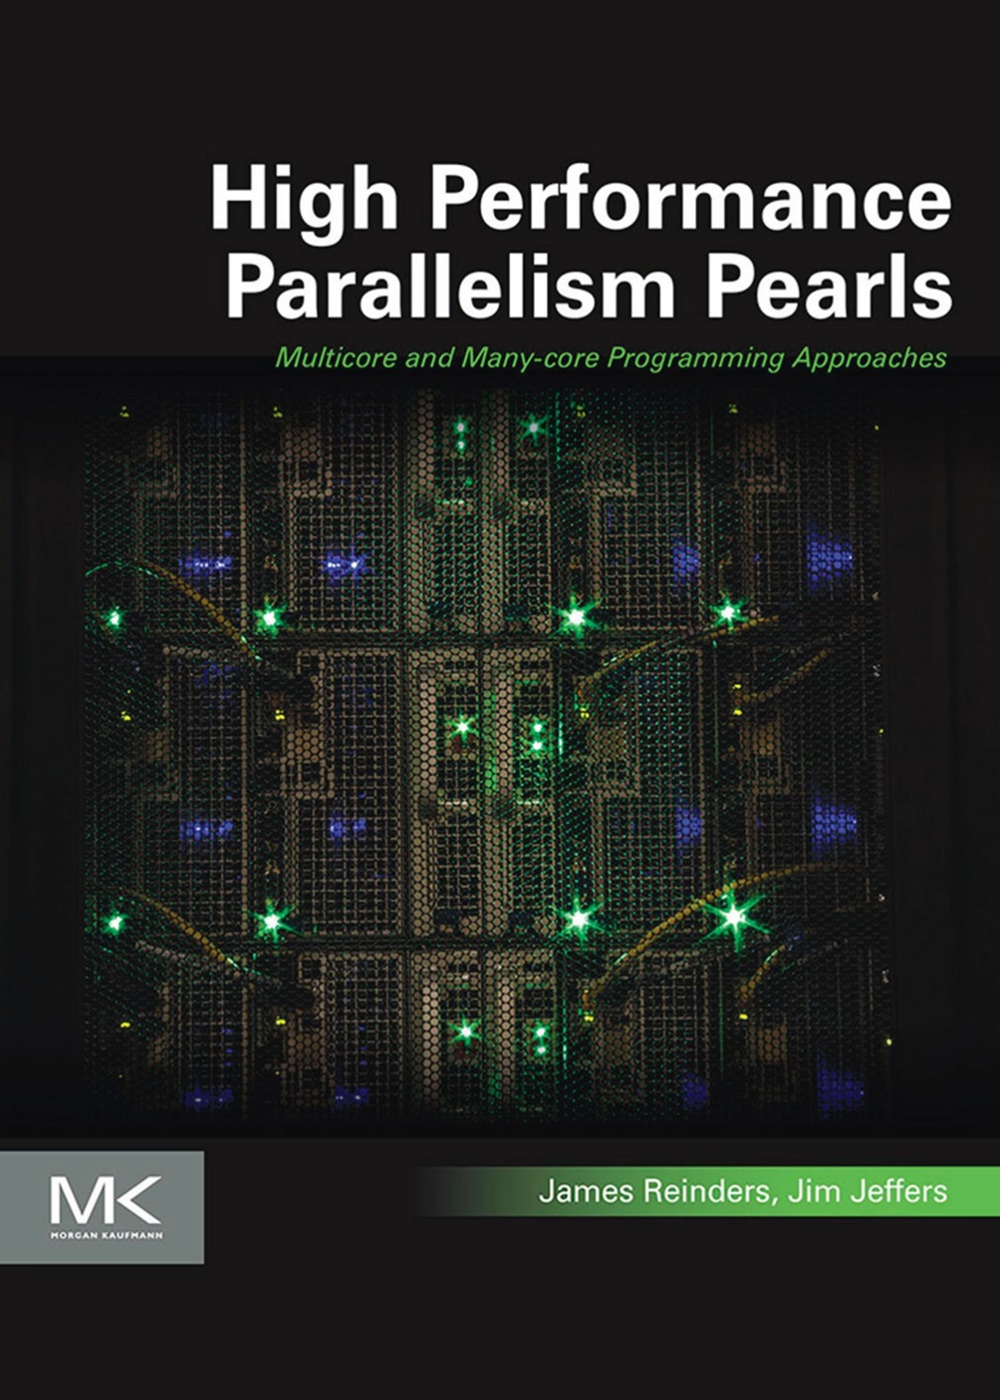 High Performance
Parallelism Pearls
Multicore and Many-core Programming Approaches
MK
MORGAN KAUFMANN
James Reinders, Jim Jeffers